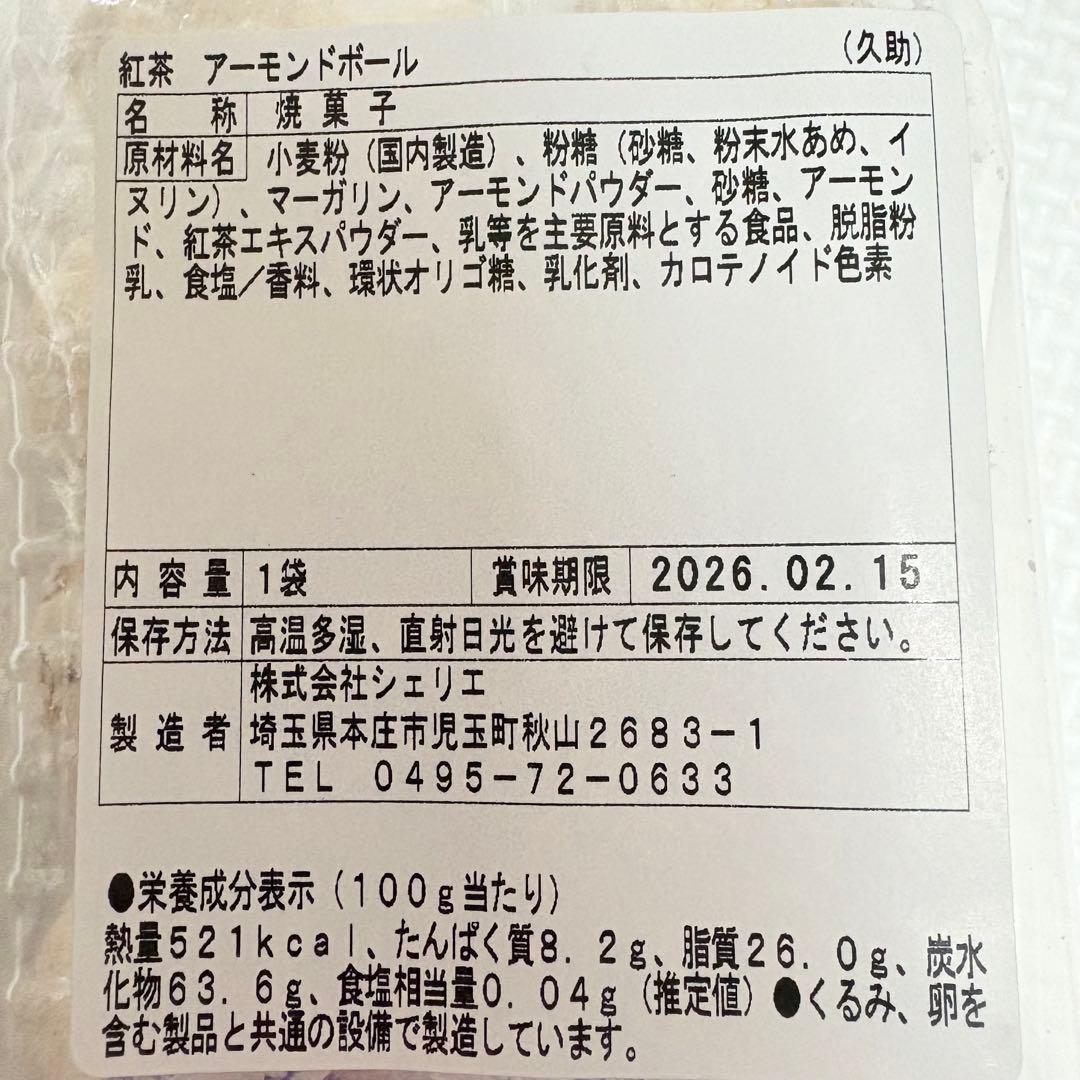 紅茶　アーモンドボール　（久助）
名称　焼菓子
原材料名　小麦粉（国内製造）、粉糖（砂糖、粉末水あめ、イ
ヌリン）、マーガリン、アーモンドパウダー、砂糖、アーモン
ド、紅茶エキスパウダー、乳等を主要原料とする食品、脱脂粉
乳、食塩／香料、環状オリゴ糖、乳化剤、カロテノイド色素
内容量　1袋　賞味期限　2026.02.15
保存方法　高温多湿、直射日光を避けて保存してください。
製造者　株式会社シェリエ
埼玉県本庄市児玉町秋山２６８３－１
ＴＥＬ　０４９５－７２－０６３３
●栄養成分表示（１００ｇ当たり）
熱量５２１ｋｃａｌ、たんぱく質８．２ｇ、脂質２６．０ｇ、炭水
化物６３．６ｇ、食塩相当量０．０４ｇ（推定値）●くるみ、卵を
含む製品と共通の設備で製造しています。